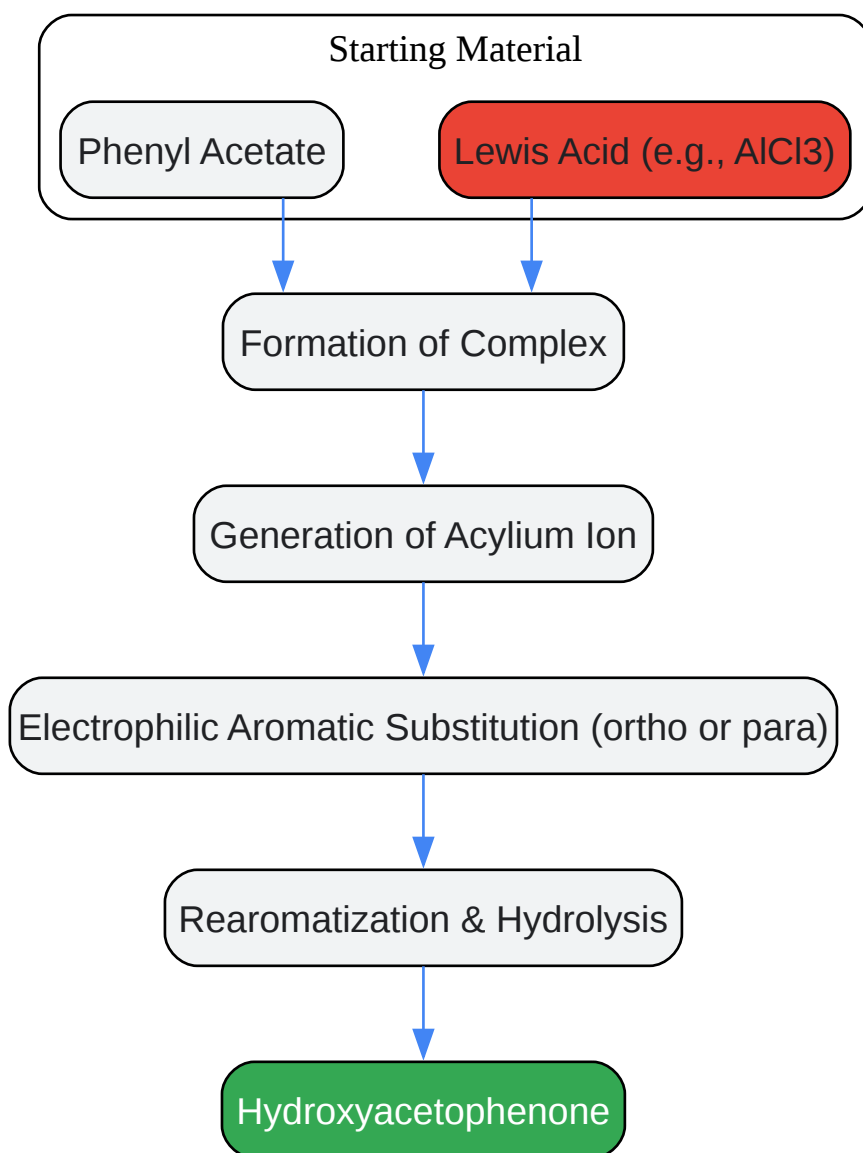 Starting Material
Phenyl Acetate
Lewis Acid (e.g., AlCl3)
Formation of Complex
Generation of Acylium Ion
Electrophilic Aromatic Substitution (ortho or para)
Rearomatization & Hydrolysis
Hydroxyacetophenone